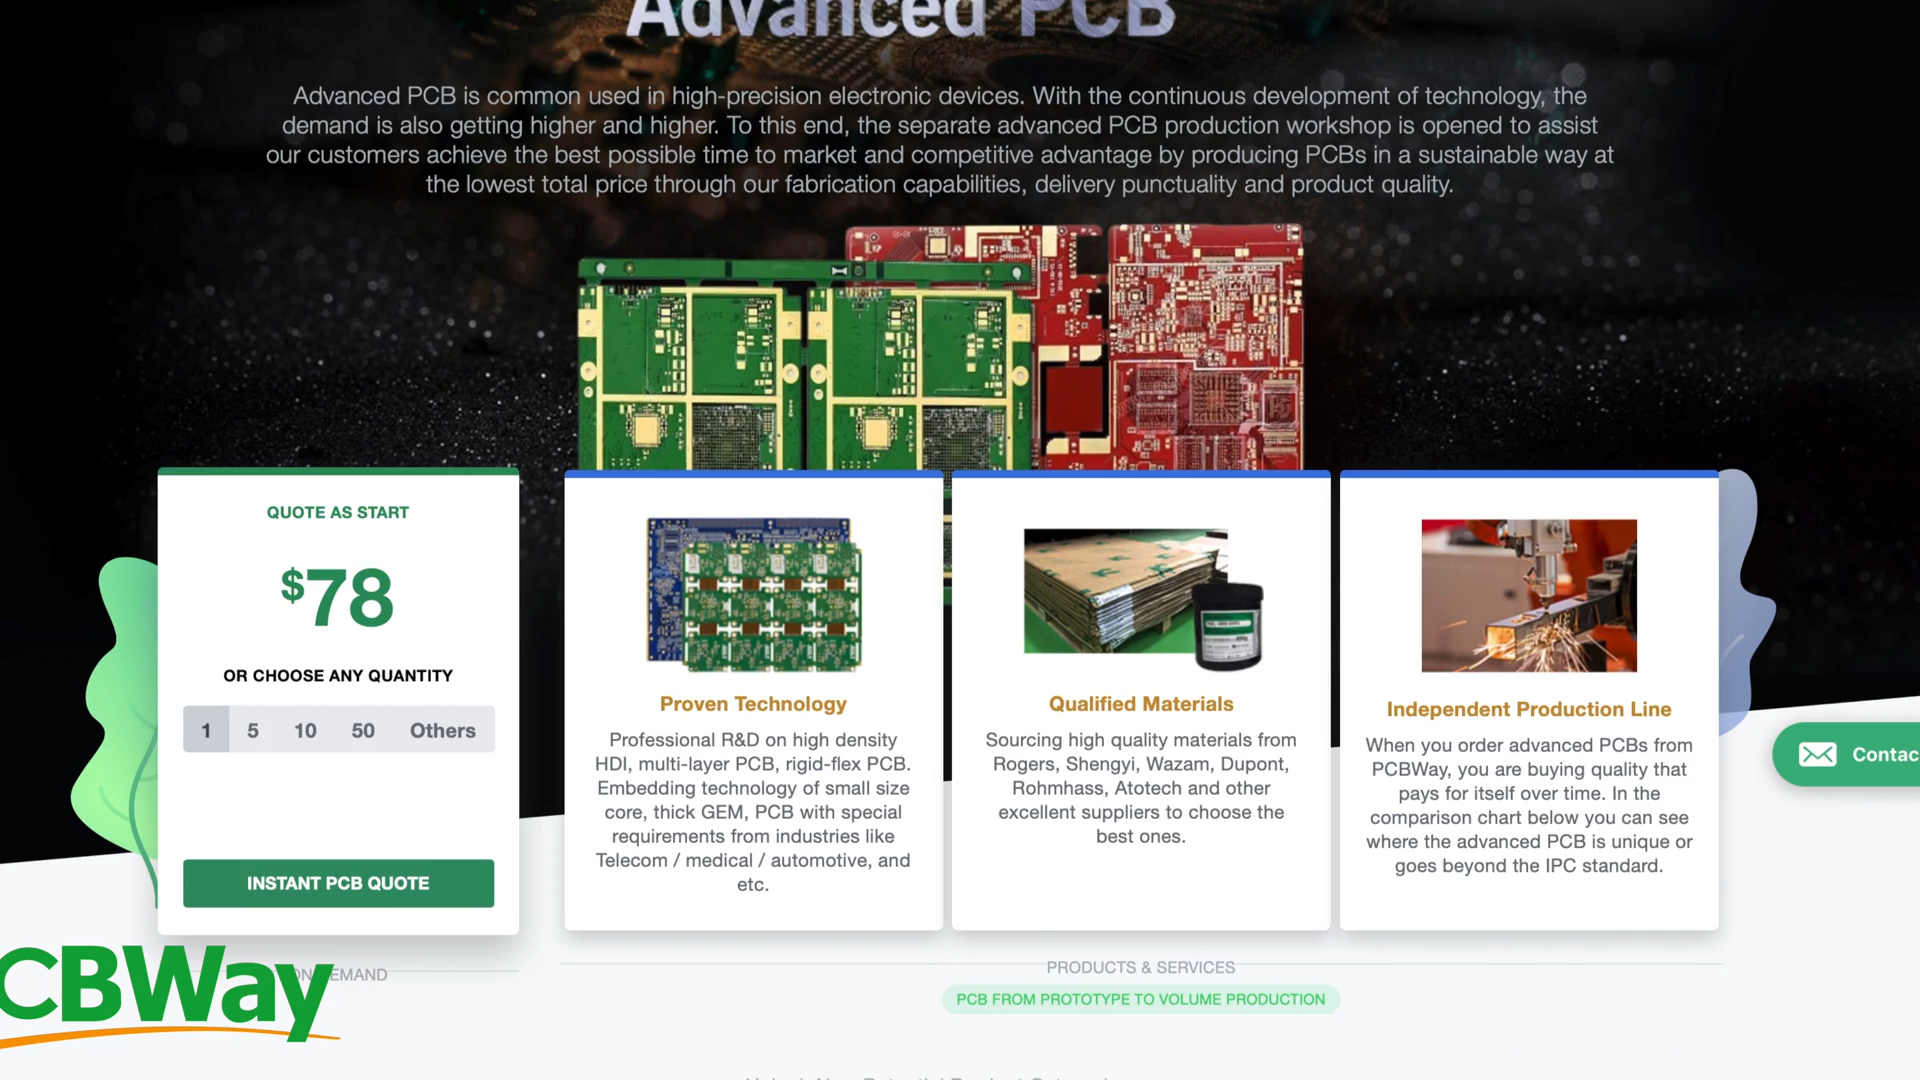 Advanced PCB
Advanced PCB is common used in high-precision electronic devices. With the continuous development of technology, the
demand is also getting higher and higher. To this end, the separate advanced PCB production workshop is opened to assist
our customers achieve the best possible time to market and competitive advantage by producing PCBs in a sustainable way at
the lowest total price through our fabrication capabilities, delivery punctuality and product quality.
QUOTE AS START
$78
OR CHOOSE ANY QUANTITY
1 5 10 50 Others
INSTANT PCB QUOTE
Proven Technology
Professional R&D on high density
HDI, multi-layer PCB, rigid-flex PCB.
Embedding technology of small size
core, thick GEM, PCB with special
requirements from industries like
Telecom / medical / automotive, and
etc.
Qualified Materials
Sourcing high quality materials from
Rogers, Shengyi, Wazam, Dupont,
Rohmhass, Atotech and other
excellent suppliers to choose the
best ones.
Independent Production Line
When you order advanced PCBs from
PCBWay, you are buying quality that
pays for itself over time. In the
comparison chart below you can see
where the advanced PCB is unique or
goes beyond the IPC standard.
Contac
CBWay
EMAND
PRODUCTS & SERVICES
PCB FROM PROTOTYPE TO VOLUME PRODUCTION